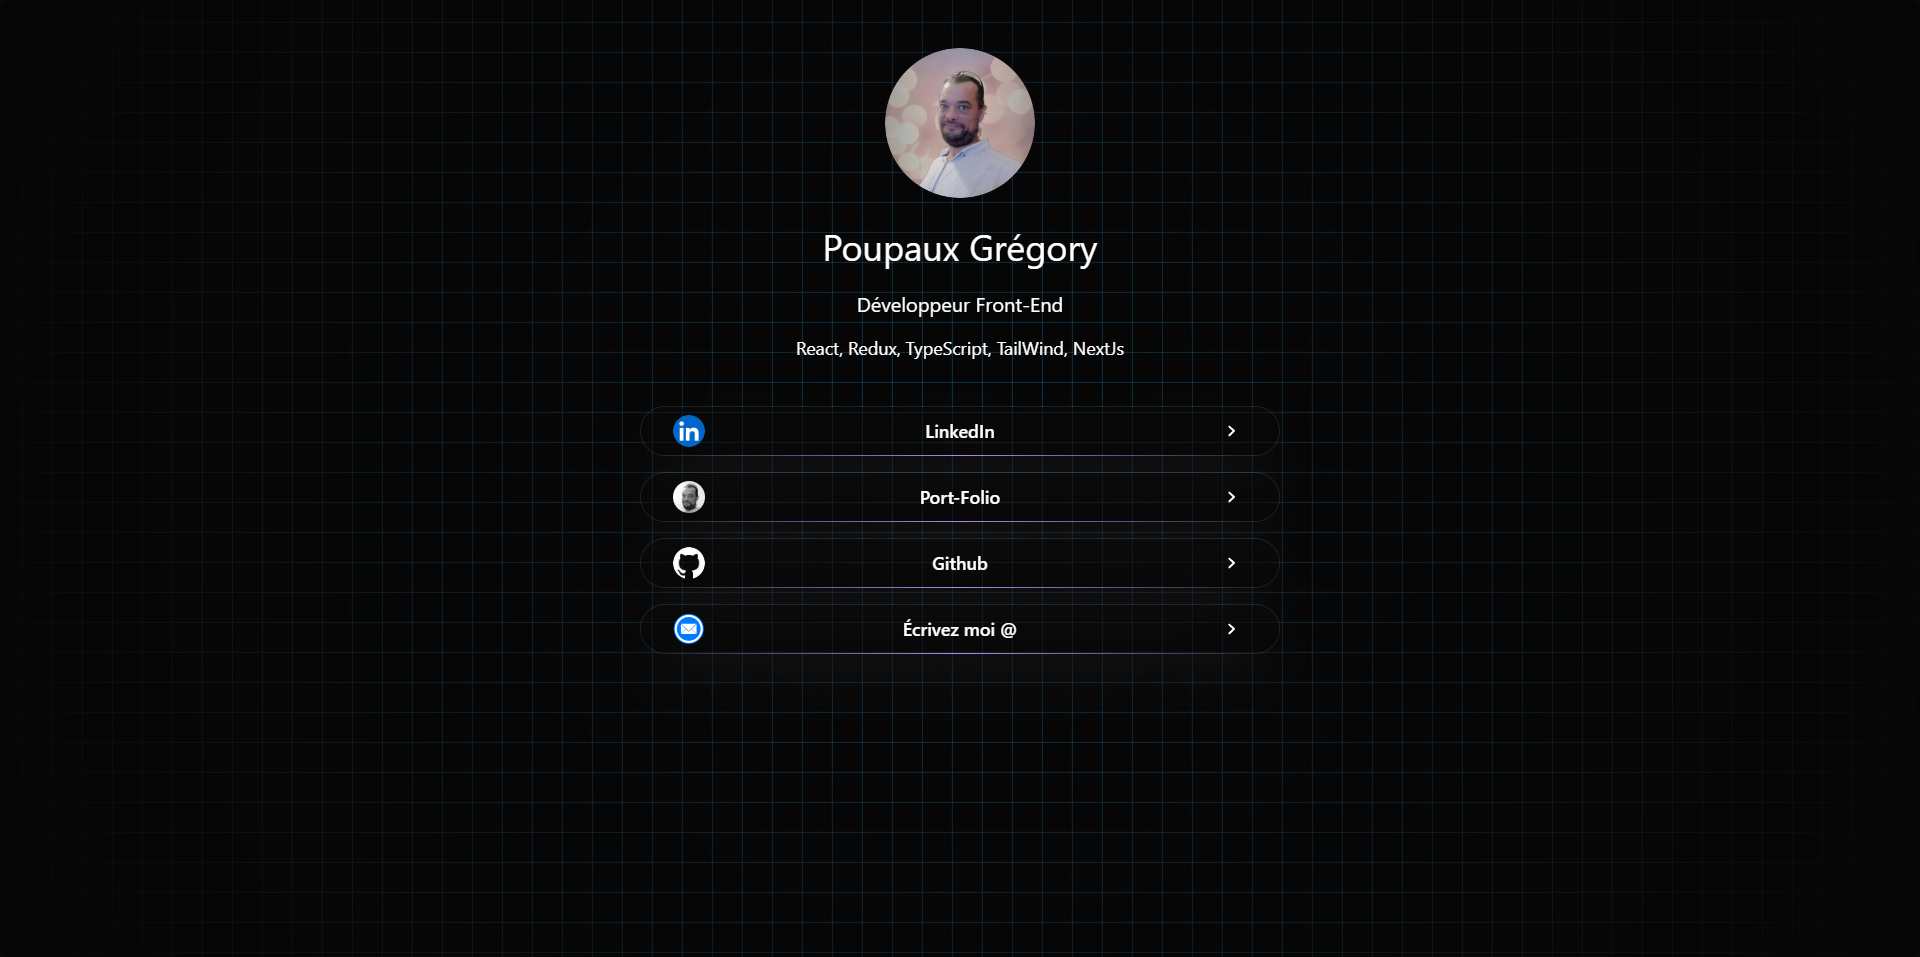 Poupaux Grégory
Développeur Front-End
React, Redux, TypeScript, TailWind, NextJs
in
LinkedIn
Port-Folio
Github
Écrivez moi @